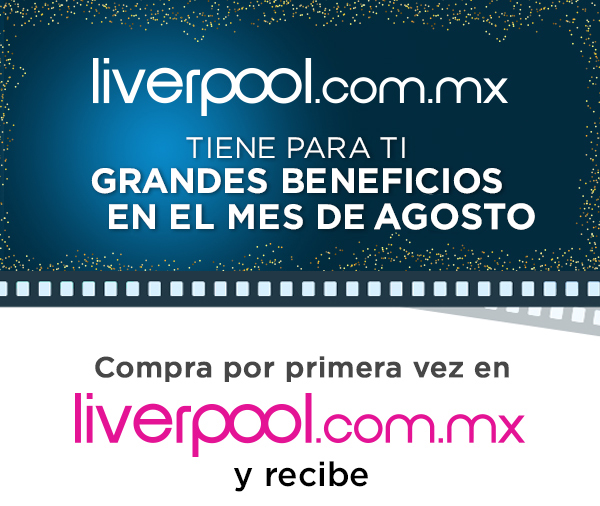 liverpool.com.mx
TIENE PARA TI
GRANDES BENEFICIOS
EN EL MES DE AGOSTO
Compra por primera vez en
liverpool.com.mx
y recibe